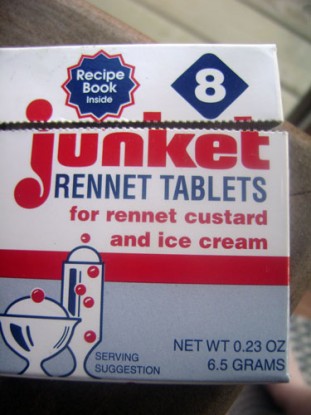 Recipe
Book
Inside
8
junket
RENNET TABLETS
for rennet custard
and ice cream
SERVING
SUGGESTION
NET WT 0.23 OZ
6.5 GRAMS